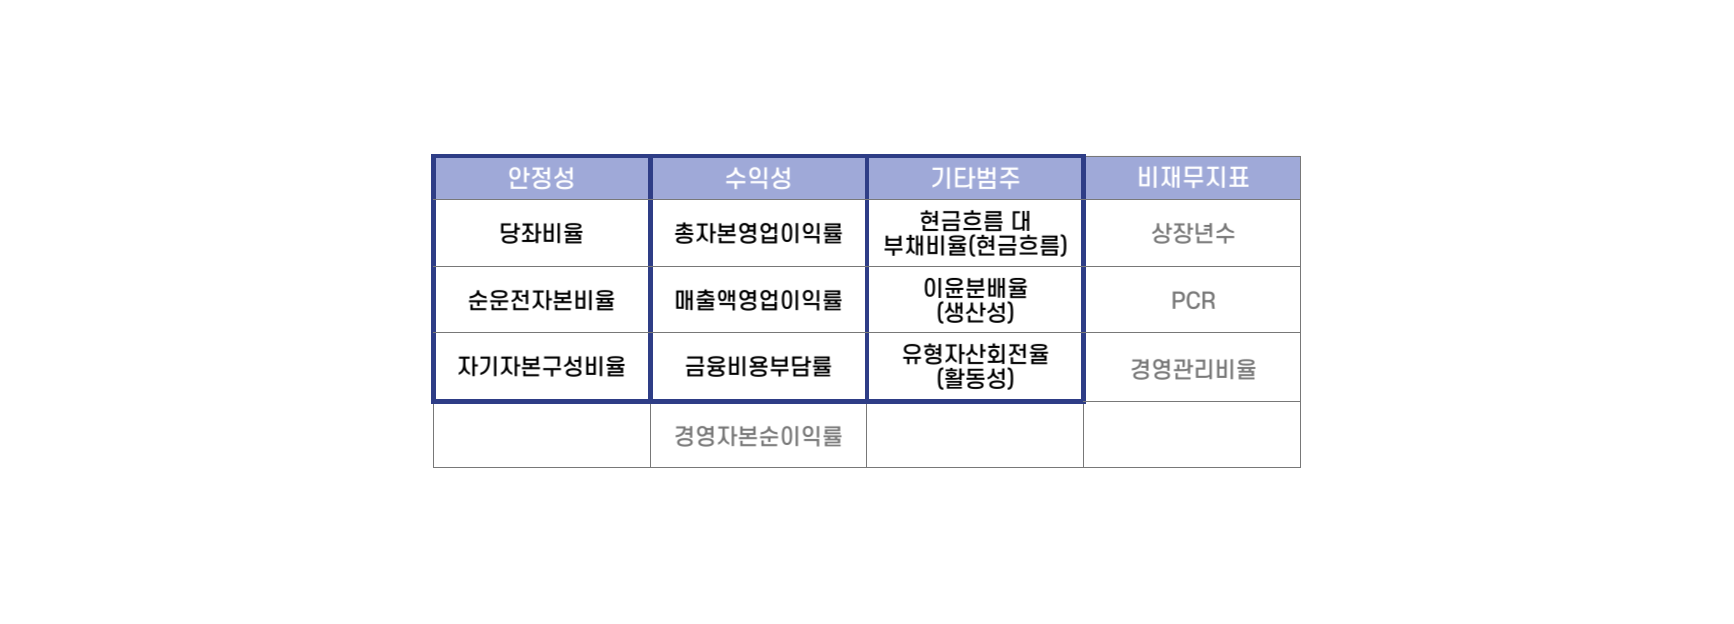 안정성 수익성 기타범주 비재무지표
당좌비율 총자본영업이익률 현금흐름 대 부채비율(현금흐름) 상장년수
순운전자본비율 매출액영업이익률 이윤분배율 (생산성) PCR
자기자본구성비율 금융비용부담률 유형자산회전율 (활동성) 경영관리비율
경영자본순이익률